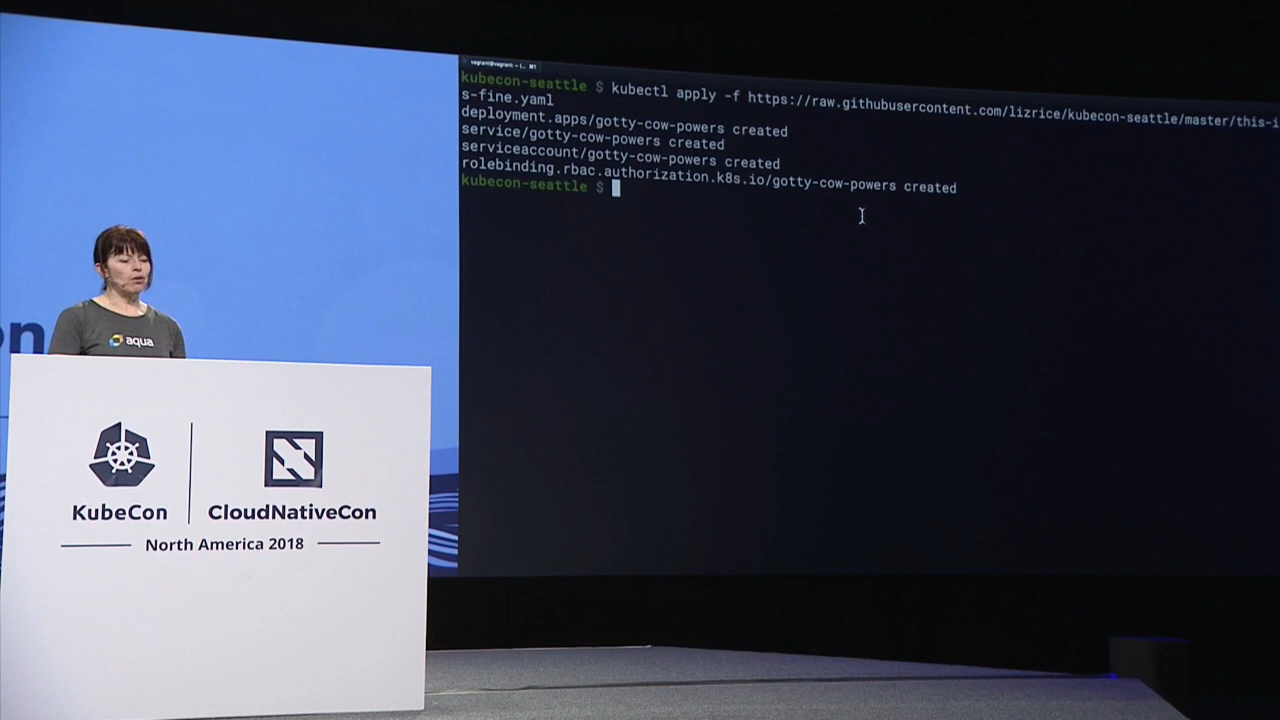 kubecon-seattle $ kubectl apply -f https://raw.githubusercontent.com/lizrice/kubecon-seattle/master/this-i
s-fine.yaml
deployment.apps/gotty-cow-powers created
service/gotty-cow-powers created
serviceaccount/gotty-cow-powers created
rolebinding.rbac.authorization.k8s.io/gotty-cow-powers created
kubecon-seattle $
aqua
KubeCon
CloudNativeCon
North America 2018